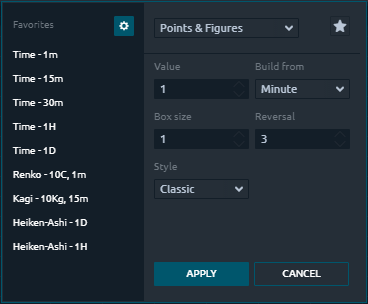 Favorites
Time - 1m
Time - 15m
Time - 30m
Time - 1H
Time - 1D
Renko - 10C, 1m
Kagi - 10Kg, 15m
Heiken-Ashi - 1D
Heiken-Ashi - 1H
Points & Figures
Value Build from
1 Minute
Box size Reversal
1 3
Style
Classic
APPLY CANCEL